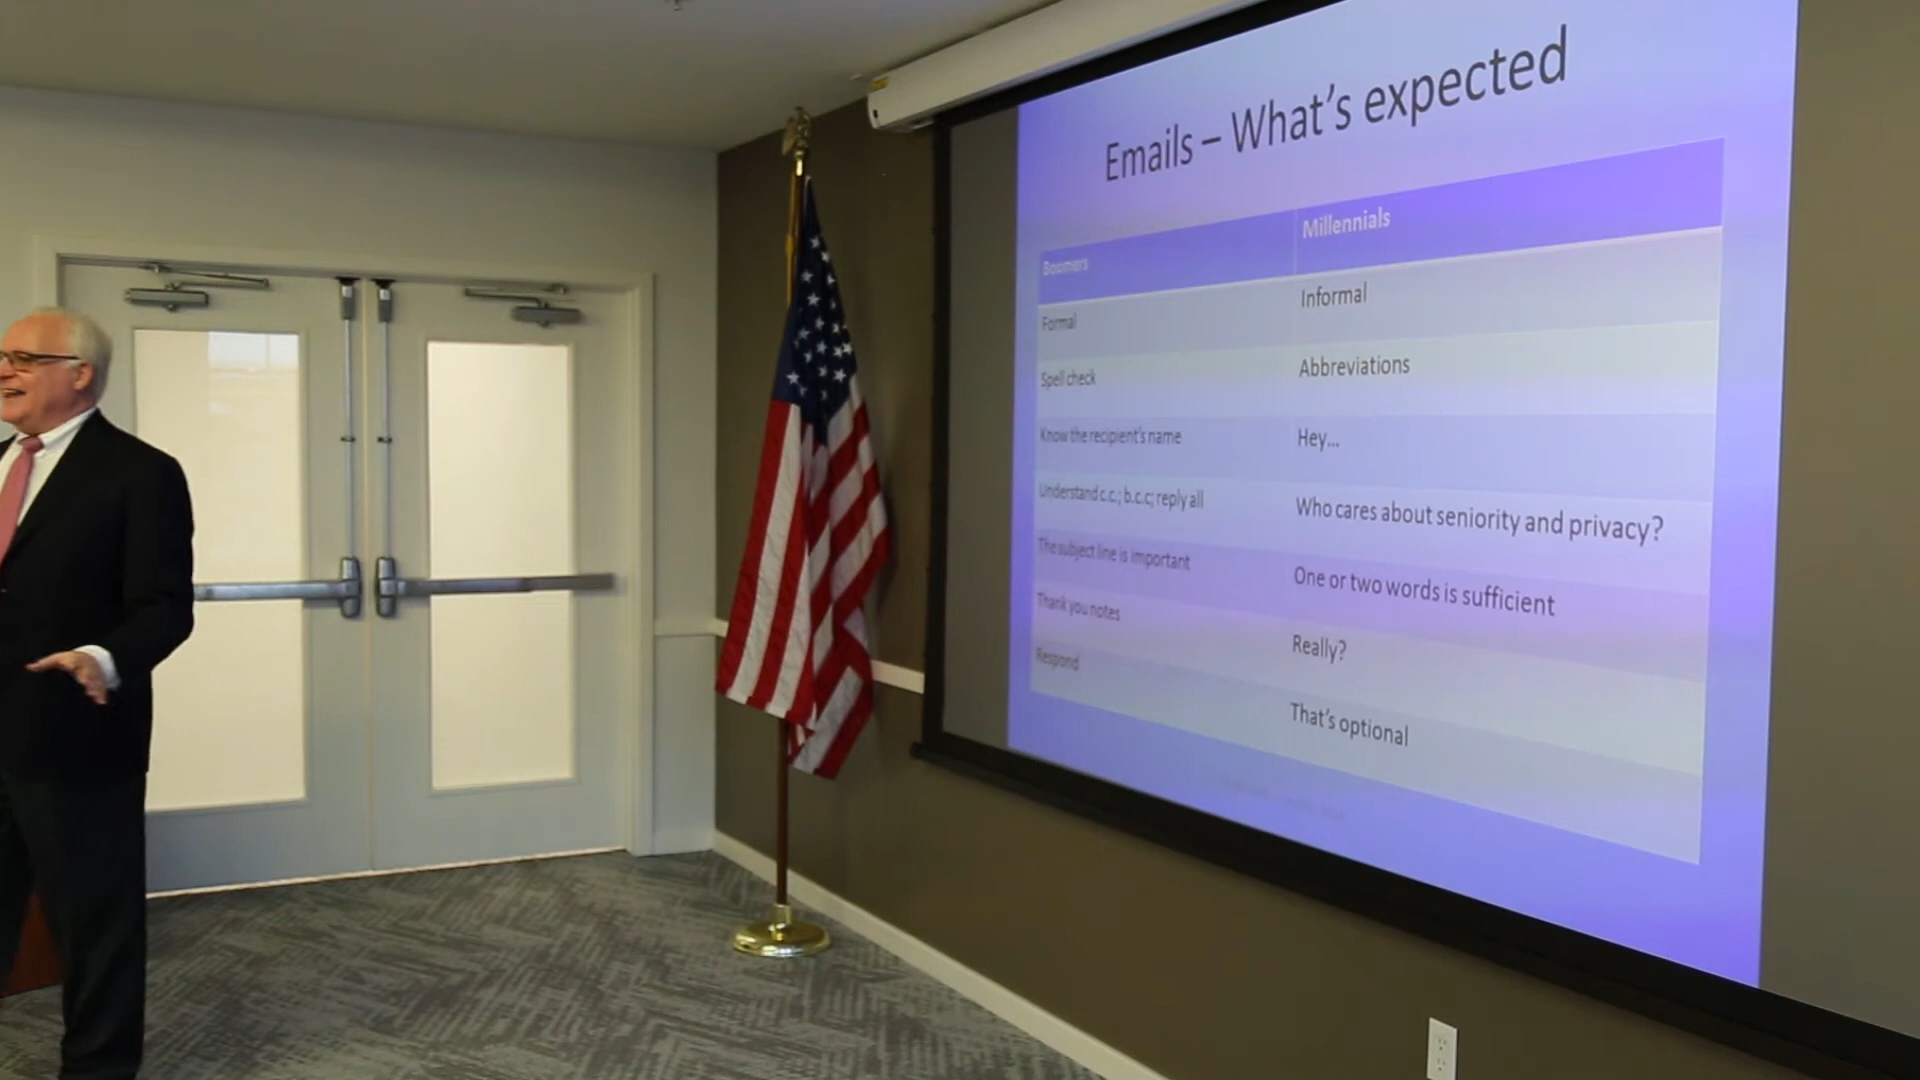 Emails – What's expected
Boomers
Millennials
Formal
Informal
Spell check
Abbreviations
Know the recipient's name
Hey...
Understand c.c.; b.c.c; reply all
Who cares about seniority and privacy?
The subject line is important
One or two words is sufficient
Thank you notes
Really?
Respond
That's optional